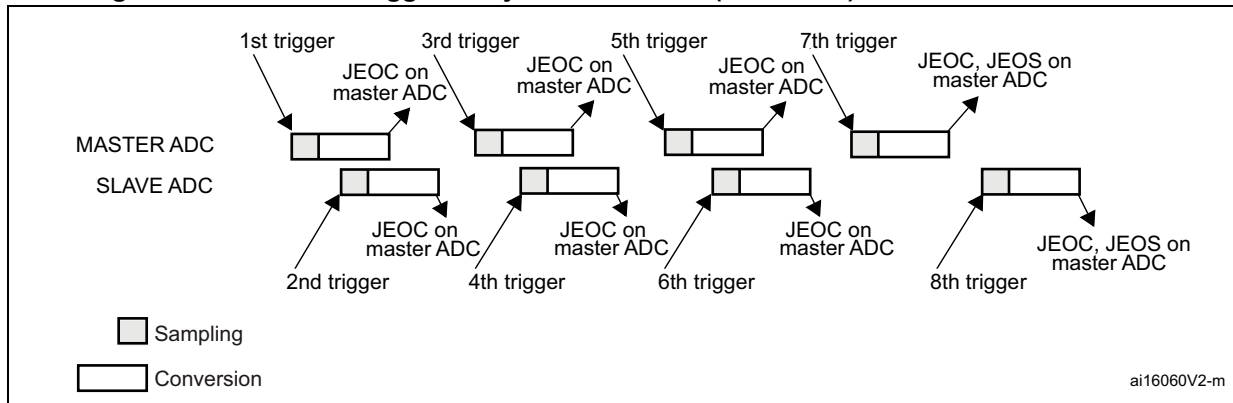 1st trigger
3rd trigger
5th trigger
7th trigger
JEOC on
master ADC
JEOC on
master ADC
JEOC on
master ADC
JEOC, JEOS on
master ADC
MASTER ADC
SLAVE ADC
JEOC on
master ADC
JEOC on
master ADC
JEOC on
master ADC
JEOC, JEOS on
master ADC
2nd trigger
4th trigger
6th trigger
8th trigger
Sampling
Conversion
ai16060V2-m